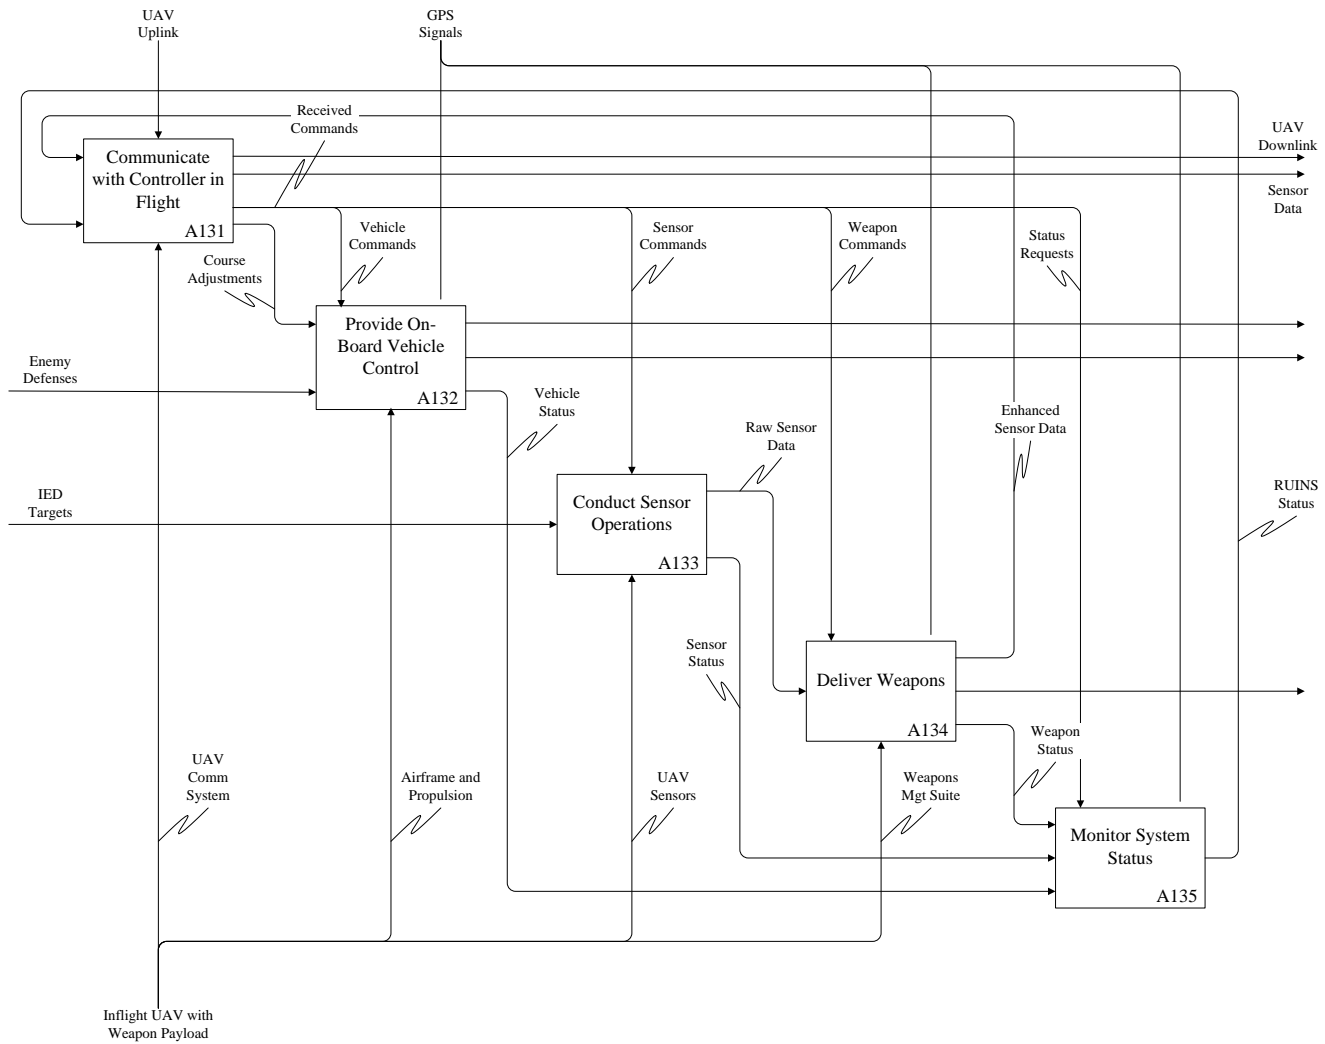 UAV
Uplink
GPS
Signals
Received
Commands
UAV
Downlink
Sensor
Data
Communicate
with Controller in
Flight
A131
Course
Adjustments
Vehicle
Commands
Sensor
Commands
Weapon
Commands
Status
Requests
Provide On-
Board Vehicle
Control
A132
Enemy
Defenses
Vehicle
Status
Raw Sensor
Data
Enhanced
Sensor Data
IED
Targets
Conduct Sensor
Operations
A133
RUINS
Status
Sensor
Status
Deliver Weapons
A134
Weapon
Status
UAV
Comm
System
Airframe and
Propulsion
UAV
Sensors
Weapons
Mgt Suite
Monitor System
Status
A135
Inflight UAV with
Weapon Payload